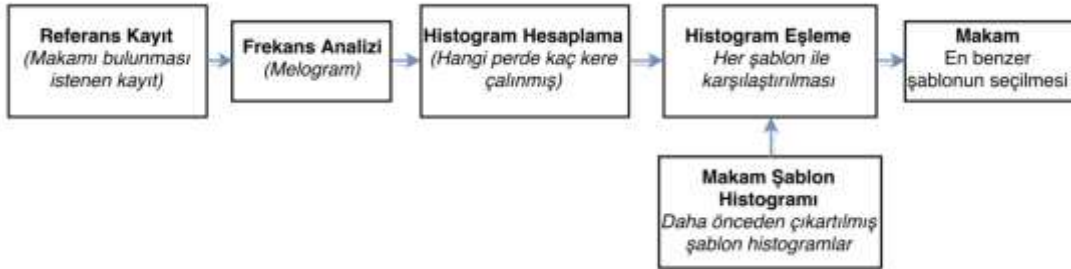 Referans Kayıt
(Makamı bulunması
istenen kayıt)
Frekans Analizi
(Melogram)
Histogram Hesaplama
(Hangi perde kaç kere
çalınmış)
Histogram Eşleme
Her şablon ile
karşılaştırılması
Makam
En benzer
şablonun seçilmesi
Makam Şablon
Histogramı
Daha önceden çıkartılmış
şablon histogramlar